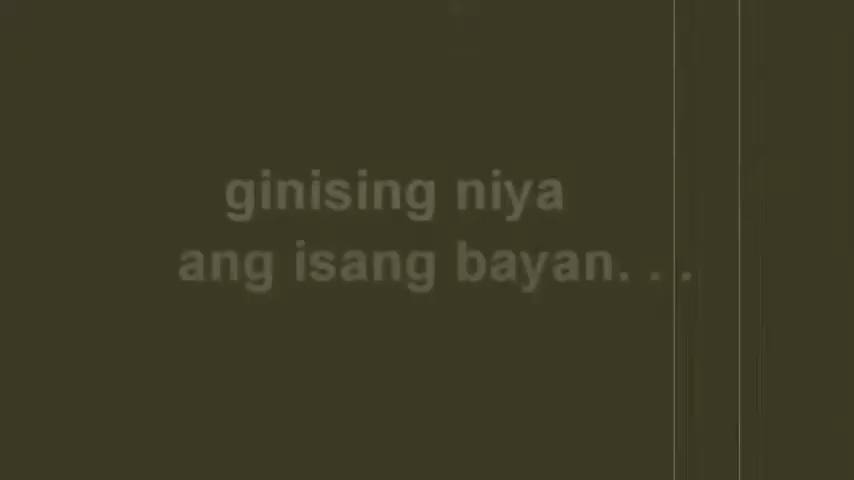 ginising niya
ang isang bayan. . .